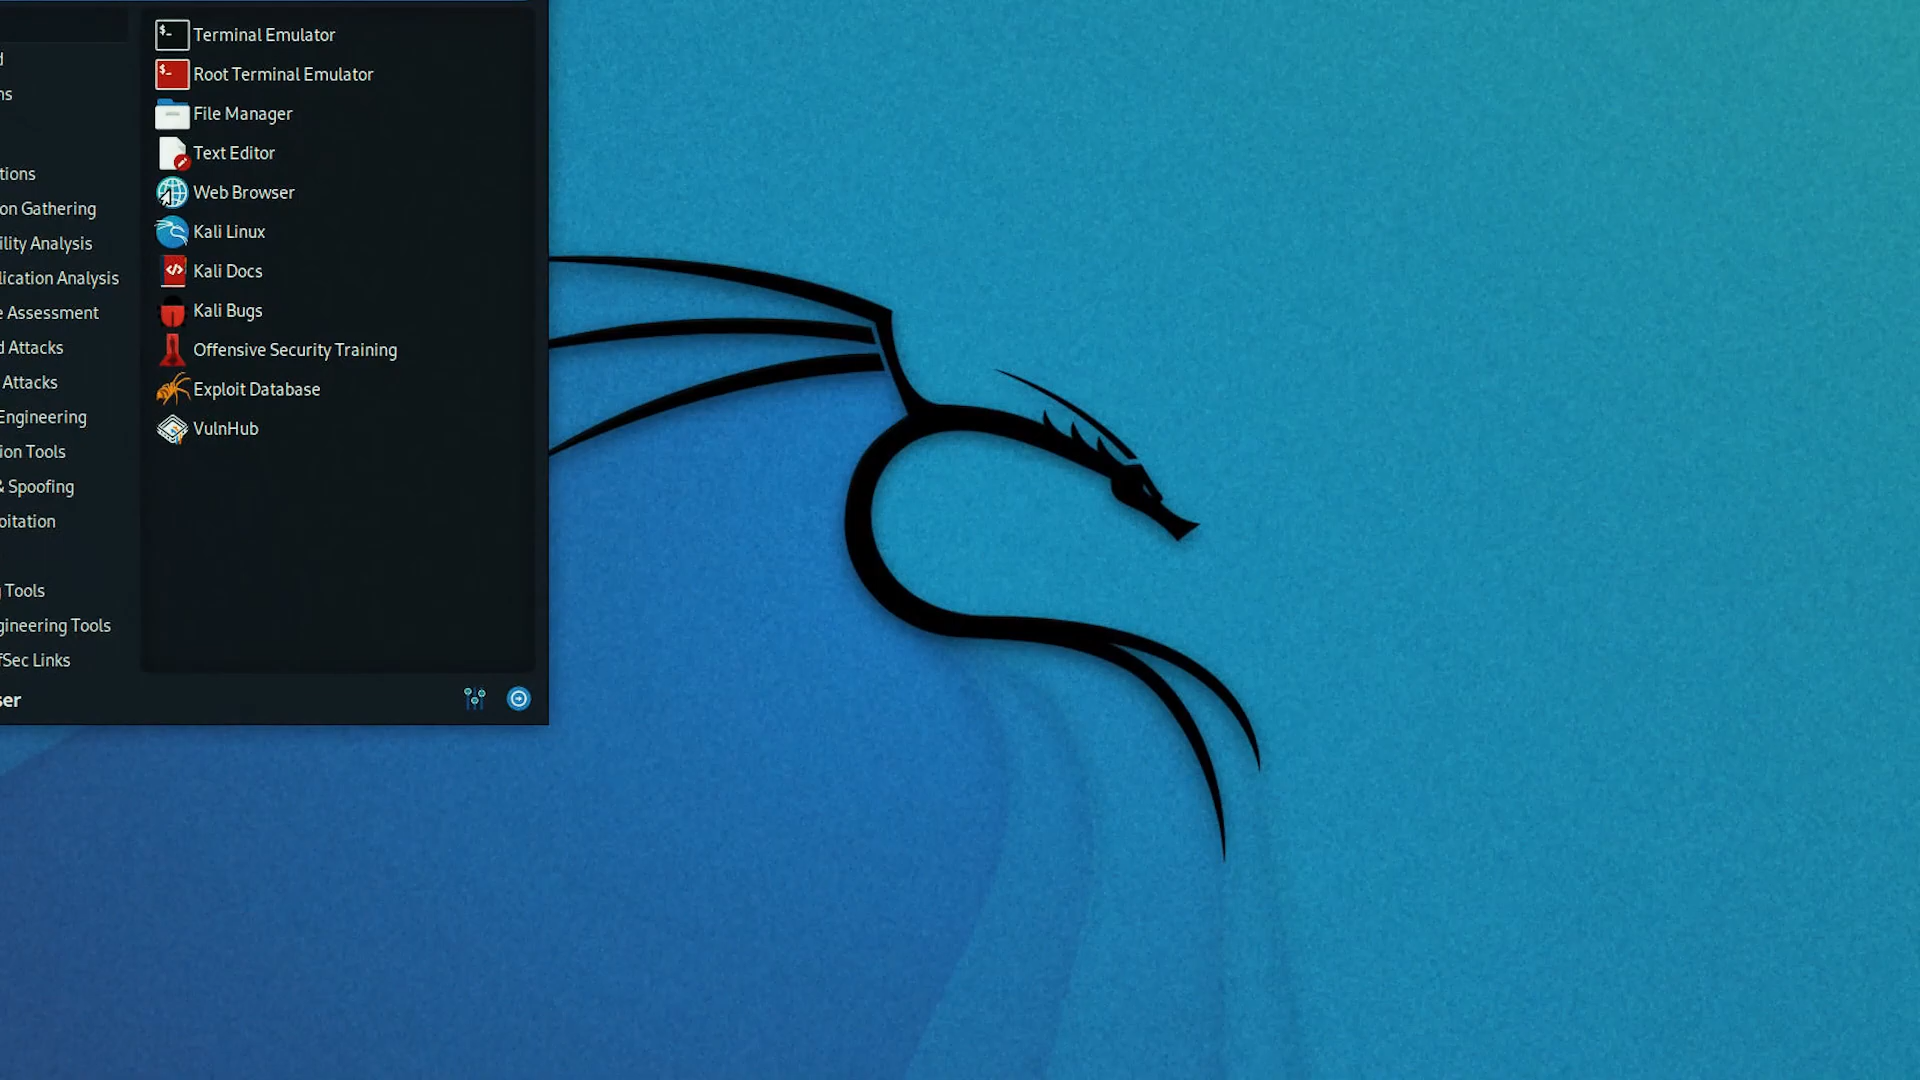 Terminal Emulator
Root Terminal Emulator
File Manager
Text Editor
Web Browser
Kali Linux
Kali Docs
Kali Bugs
Offensive Security Training
Exploit Database
VulnHub
d
ns
tions
on Gathering
ility Analysis
lication Analysis
e Assessment
d Attacks
Attacks
Engineering
ion Tools
& Spoofing
oitation
g Tools
gineering Tools
fSec Links
ser